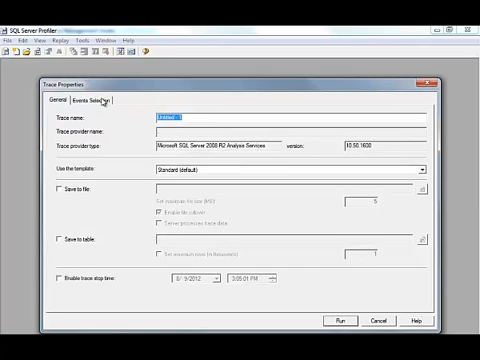 SQL Server Profiler
File Edit View Replay Tools Window Help
Trace Properties
General Events Selection
Trace name: Untitled - 1
Trace provider name:
Trace provider type: Microsoft SQL Server 2008 R2 Analysis Services version: 10.50.1600
Use the template: Standard (default)
Save to file:
Set maximum file size (MB) 5
Enable file rollover
Server processes trace data
Save to table:
Set maximum rows (in thousands) 1
Enable trace stop time: 8/ 9/2012 3:05:01 PM
Run Cancel Help